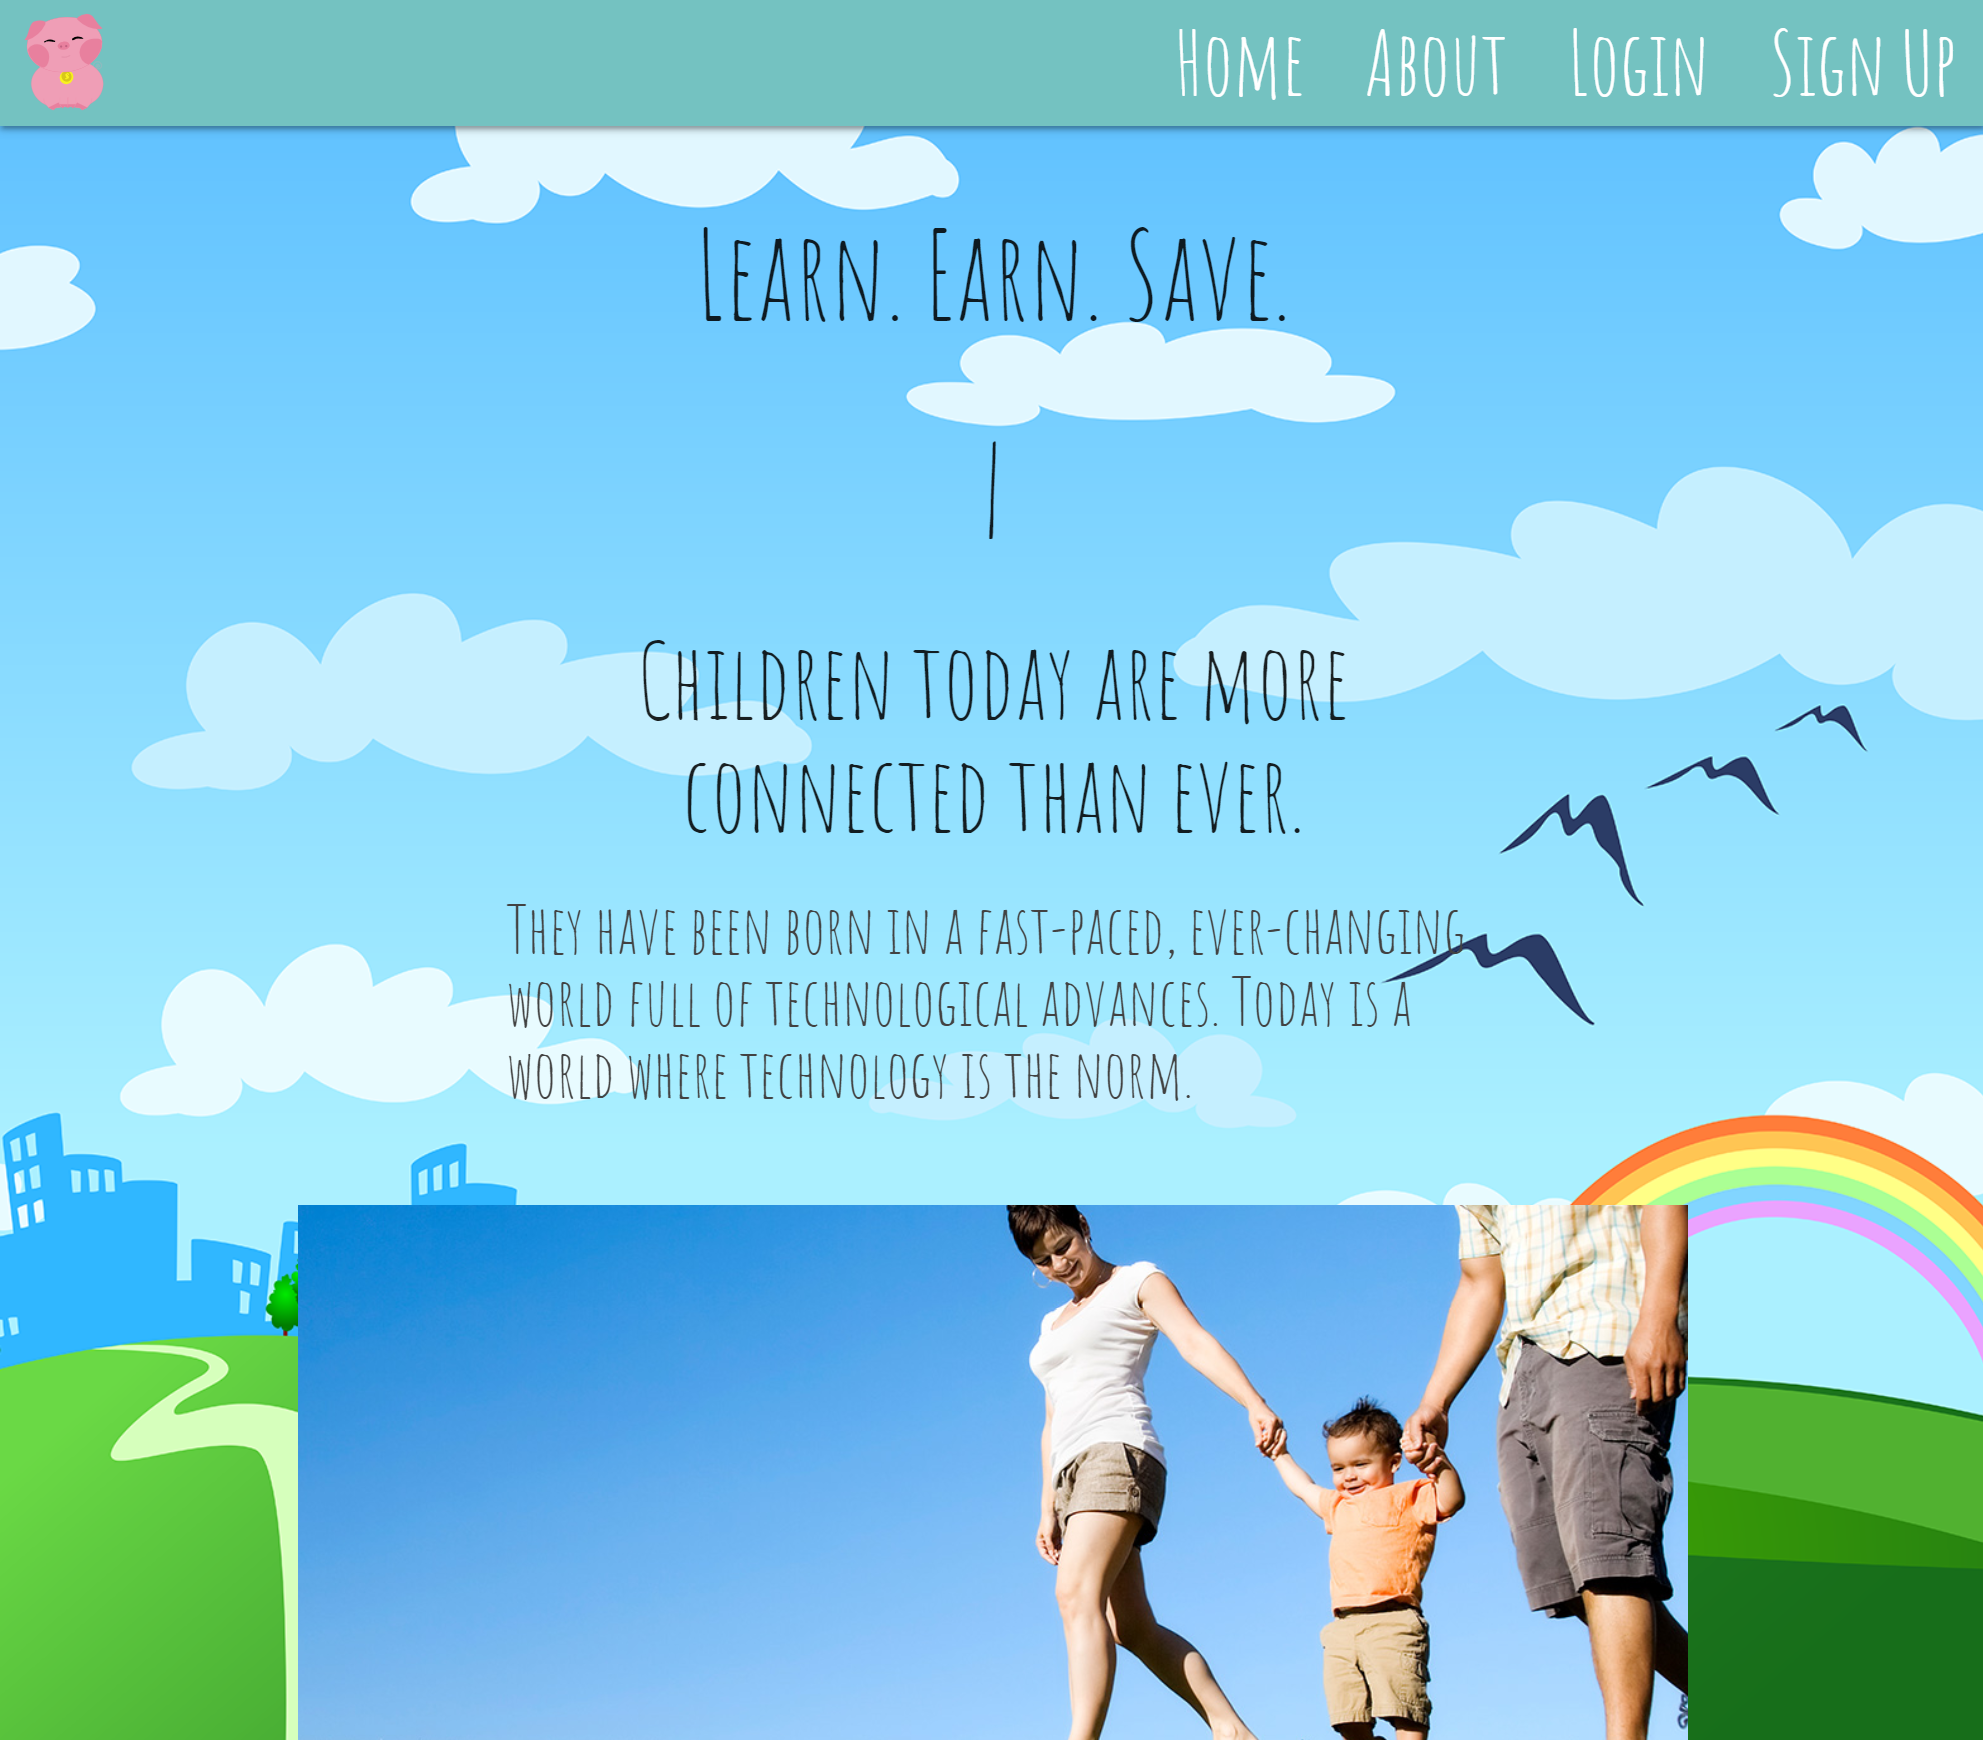 Home About Login Sign Up
Learn. Earn. Save.
|
Children today are more
connected than ever.
They have been born in a fast-paced, ever-changing
world full of technological advances. Today is a
world where technology is the norm.